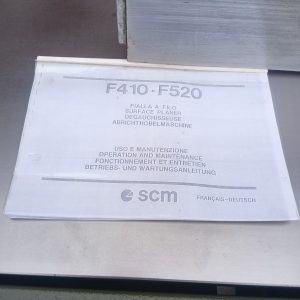 F410 · F520
PIALLA A FILO
SURFACE PLANER
DEGAUCHISSEUSE
ABRICHTHOBELMASCHINE
USO E MANUTENZIONE
OPERATION AND MAINTENANCE
FONCTIONNEMENT ET ENTRETIEN
BETRIEBS- UND WARTUNGSANLEITUNG
scm
FRANÇAIS-DEUTSCH